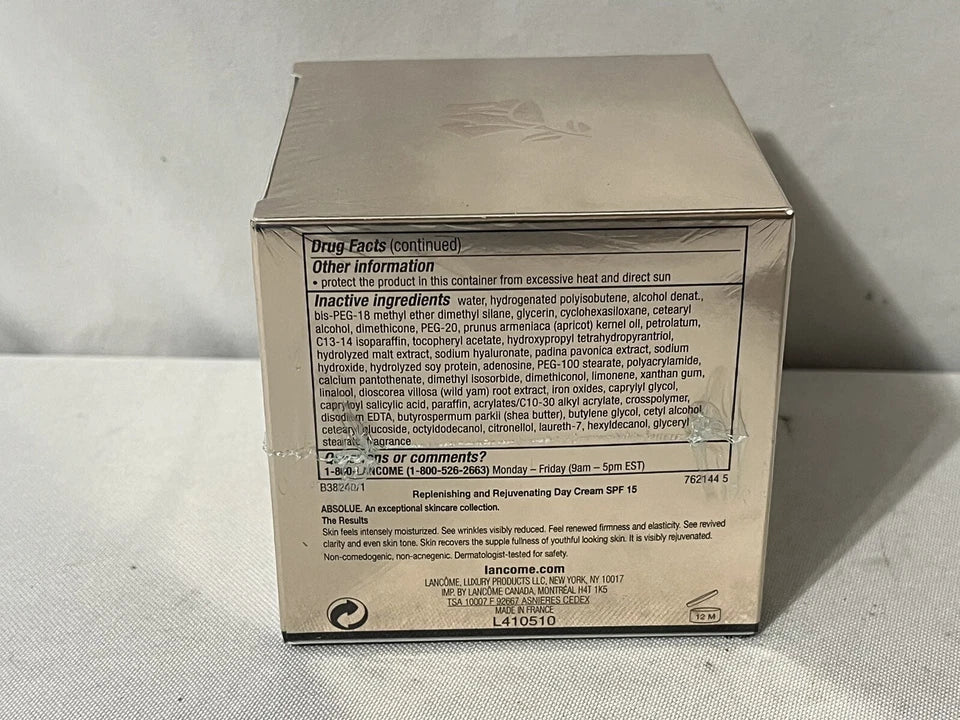 Drug Facts (continued)
Other information
• protect the product in this container from excessive heat and direct sun
Inactive ingredients water, hydrogenated polyisobutene, alcohol denat.,
bis-PEG-18 methyl ether dimethyl silane, glycerin, cyclohexasiloxane, cetearyl
alcohol, dimethicone, PEG-20, prunus armeniaca (apricot) kernel oil, petrolatum,
C13-14 isoparaffin, tocopheryl acetate, hydroxypropyl tetrahydropyrantriol,
hydrolyzed malt extract, sodium hyaluronate, padina pavonica extract, sodium
hydroxide, hydrolyzed soy protein, adenosine, PEG-100 stearate, polyacrylamide,
calcium pantothenate, dimethyl isosorbide, dimethiconol, limonene, xanthan gum,
linalool, dioscorea villosa (wild yam) root extract, iron oxides, caprylyl glycol,
capryloyl salicylic acid, paraffin, acrylates/C10-30 alkyl acrylate, crosspolymer,
disodium EDTA, butyrospermum parkii (shea butter), butylene glycol, cetyl alcohol,
cetearyl glucoside, octyldodecanol, citronellol, laureth-7, hexyldecanol, glyceryl
stearate, fragrance
Questions or comments?
1-800-LANCOME (1-800-526-2663) Monday – Friday (9am – 5pm EST)
B38240/1 762144 5
Replenishing and Rejuvenating Day Cream SPF 15
ABSOLUE. An exceptional skincare collection.
The Results
Skin feels intensely moisturized. See wrinkles visibly reduced. Feel renewed firmness and elasticity. See revived
clarity and even skin tone. Skin recovers the supple fullness of youthful looking skin. It is visibly rejuvenated.
Non-comedogenic, non-acnegenic. Dermatologist-tested for safety.
lancome.com
LANCÔME, LUXURY PRODUCTS LLC, NEW YORK, NY 10017
IMP. BY LANCÔME CANADA, MONTRÉAL H4T 1K5
TSA 10007 F 92667 ASNIERES CEDEX
MADE IN FRANCE
L410510
12 M